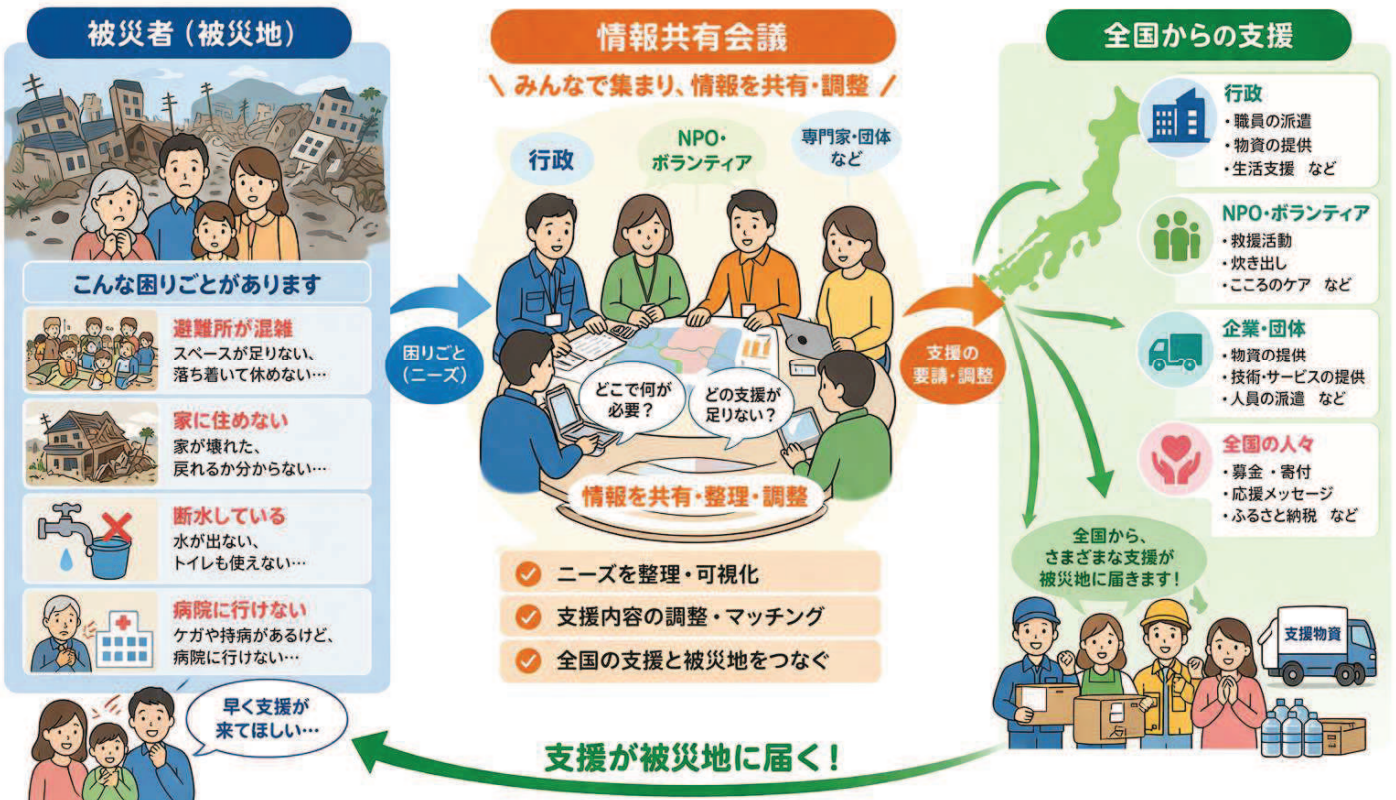 被災者（被災地）
こんな困りごとがあります
避難所が混雑
スペースが足りない、
落ち着いて休めない…
家に住めない
家が壊れた、
戻れるか分からない…
断水している
水が出ない、
トイレも使えない…
病院に行けない
ケガや持病があるけど、
病院に行けない…
早く支援が
来てほしい…
困りごと
（ニーズ）
情報共有会議
\ みんなで集まり、情報を共有・調整 /
行政
NPO・
ボランティア
専門家・団体
など
どこで何が
必要？
どの支援が
足りない？
情報を共有・整理・調整
ニーズを整理・可視化
支援内容の調整・マッチング
全国の支援と被災地をつなぐ
支援の
要請・調整
全国からの支援
行政
・職員の派遣
・物資の提供
・生活支援　など
NPO・ボランティア
・救援活動
・炊き出し
・こころのケア　など
企業・団体
・物資の提供
・技術・サービスの提供
・人員の派遣　など
全国の人々
・募金・寄付
・応援メッセージ
・ふるさと納税　など
全国から、
さまざまな支援が
被災地に届きます！
支援物資
支援が被災地に届く！